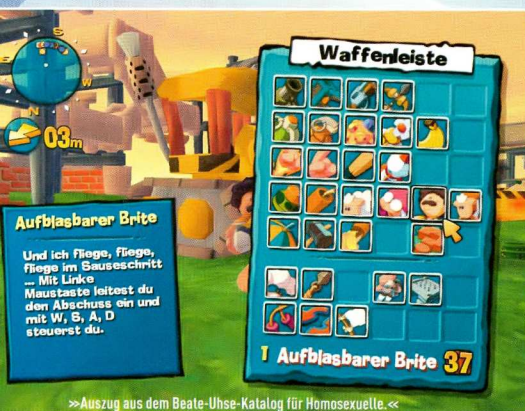 S
E
W
N
03m
Waffenleiste
Aufblasbarer Brite
Und ich fliege, fliege,
fliege im Sauseschritt
... Mit Linke
Maustaste leitest du
den Abschuss ein und
mit W, S, A, D
steuerst du.
1 Aufblasbarer Brite 37
»Auszug aus dem Beate-Uhse-Katalog für Homosexuelle.«